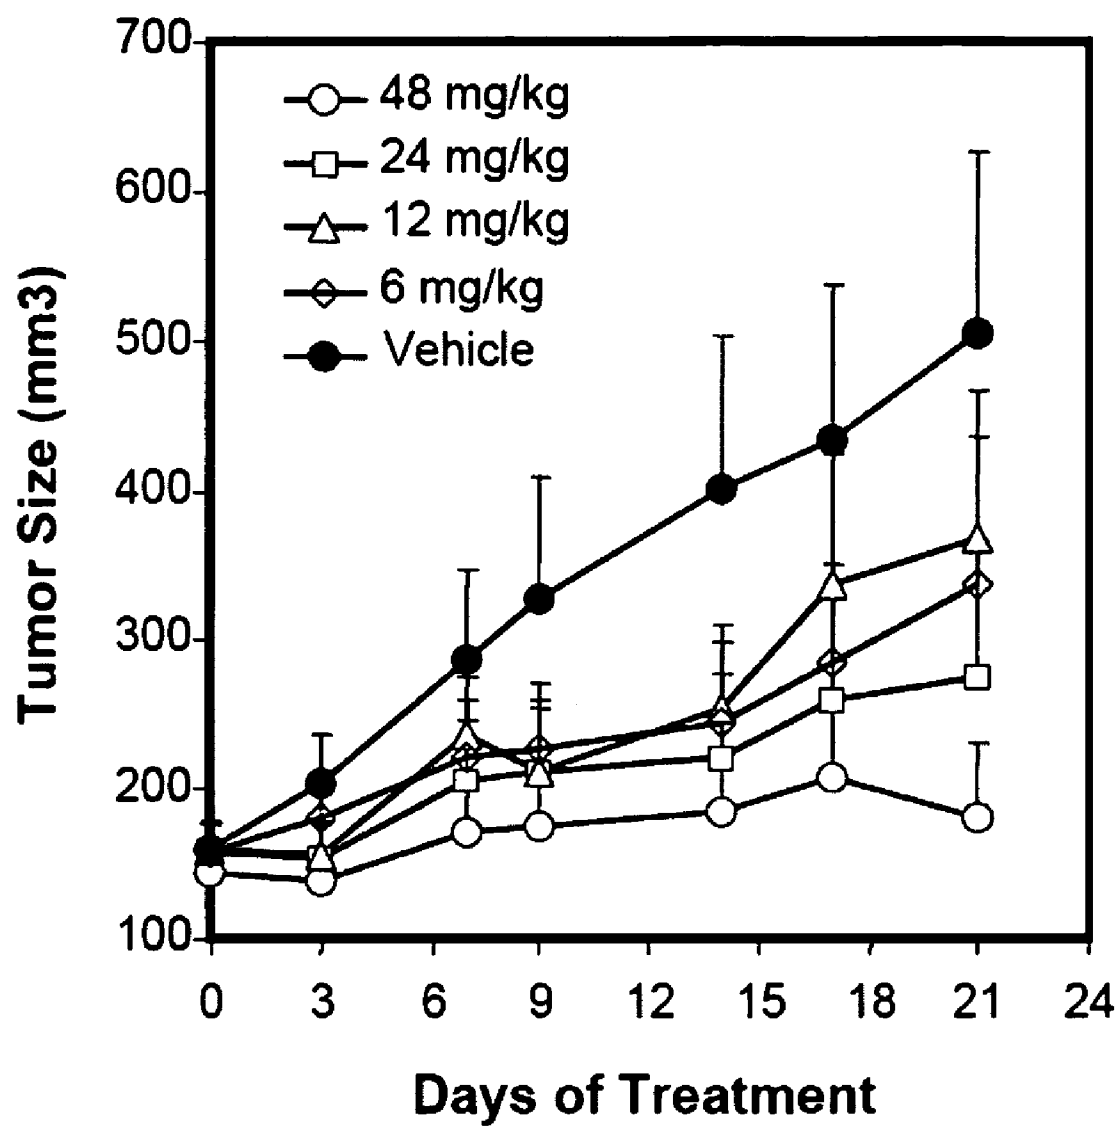 700
600
500
400
300
200
100
Tumor Size (mm3)
48 mg/kg
24 mg/kg
12 mg/kg
6 mg/kg
Vehicle
0 3 6 9 12 15 18 21 24
Days of Treatment